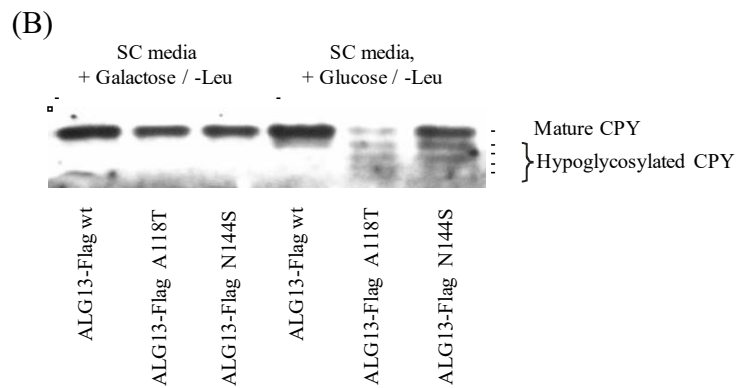 (B)
SC media
+ Galactose / -Leu
SC media,
+ Glucose / -Leu
Mature CPY
Hypoglycosylated CPY
ALG13-Flag wt
ALG13-Flag A118T
ALG13-Flag N144S
ALG13-Flag wt
ALG13-Flag A118T
ALG13-Flag N144S